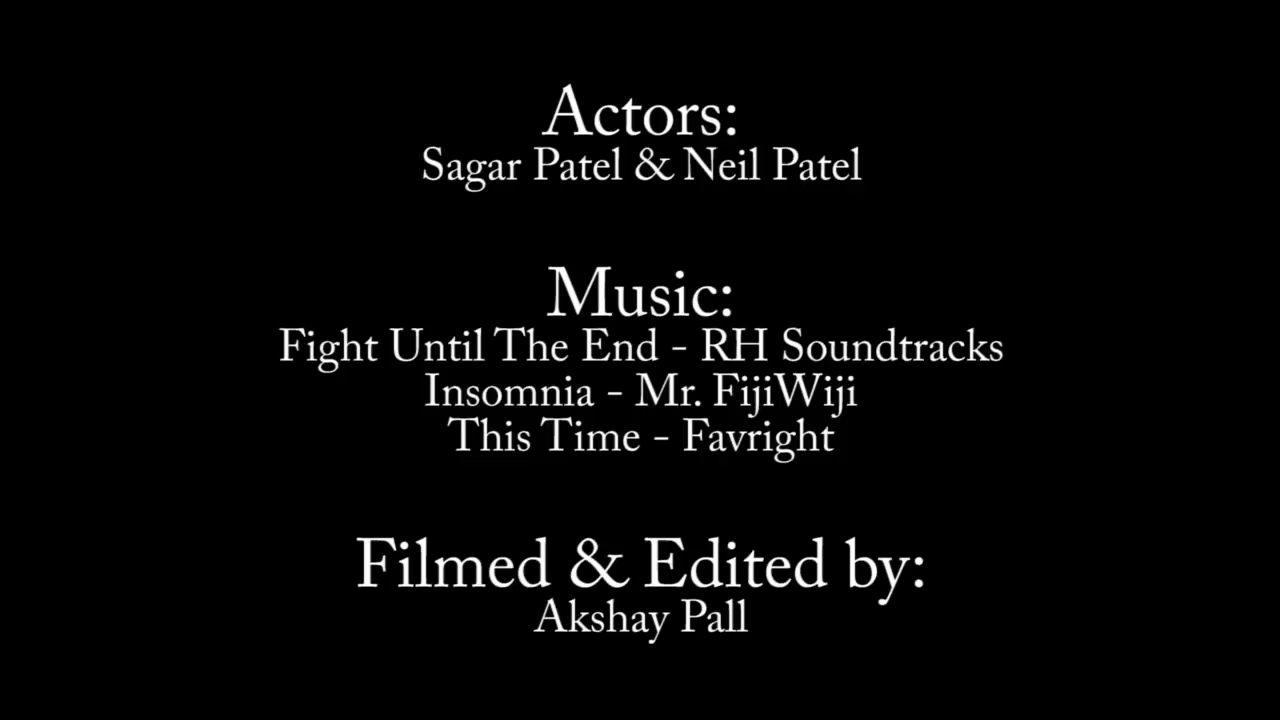 Actors:
Sagar Patel & Neil Patel
Music:
Fight Until The End - RH Soundtracks
Insomnia - Mr. FijiWiji
This Time - Favright
Filmed & Edited by:
Akshay Pall